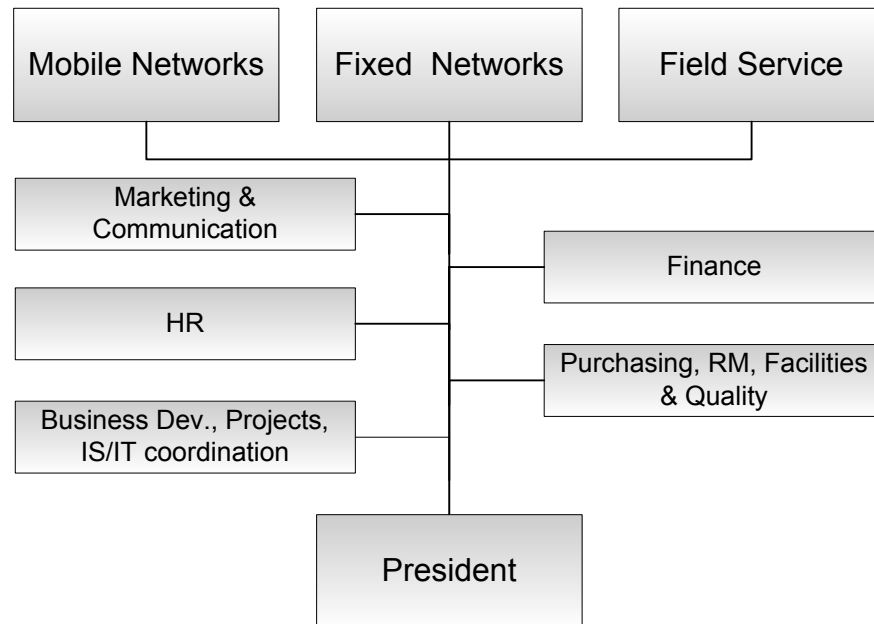 Mobile Networks
Fixed Networks
Field Service
Marketing &
Communication
Finance
HR
Purchasing, RM, Facilities
& Quality
Business Dev., Projects,
IS/IT coordination
President